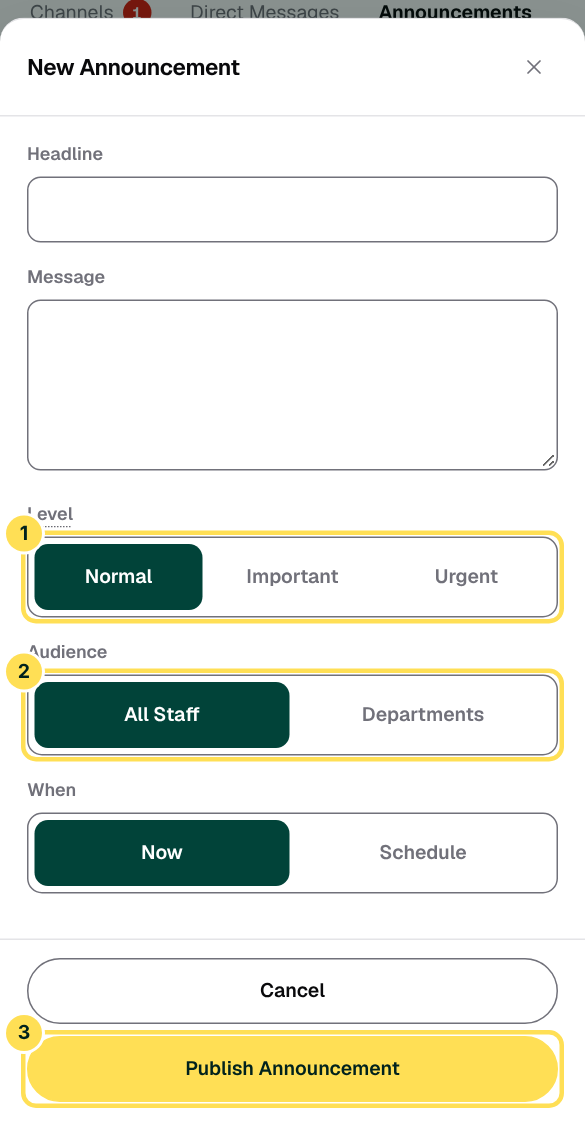 Channels 1 Direct Messages Announcements
New Announcement
Headline
Message
Level
1
Normal Important Urgent
Audience
2
All Staff Departments
When
Now Schedule
Cancel
3
Publish Announcement